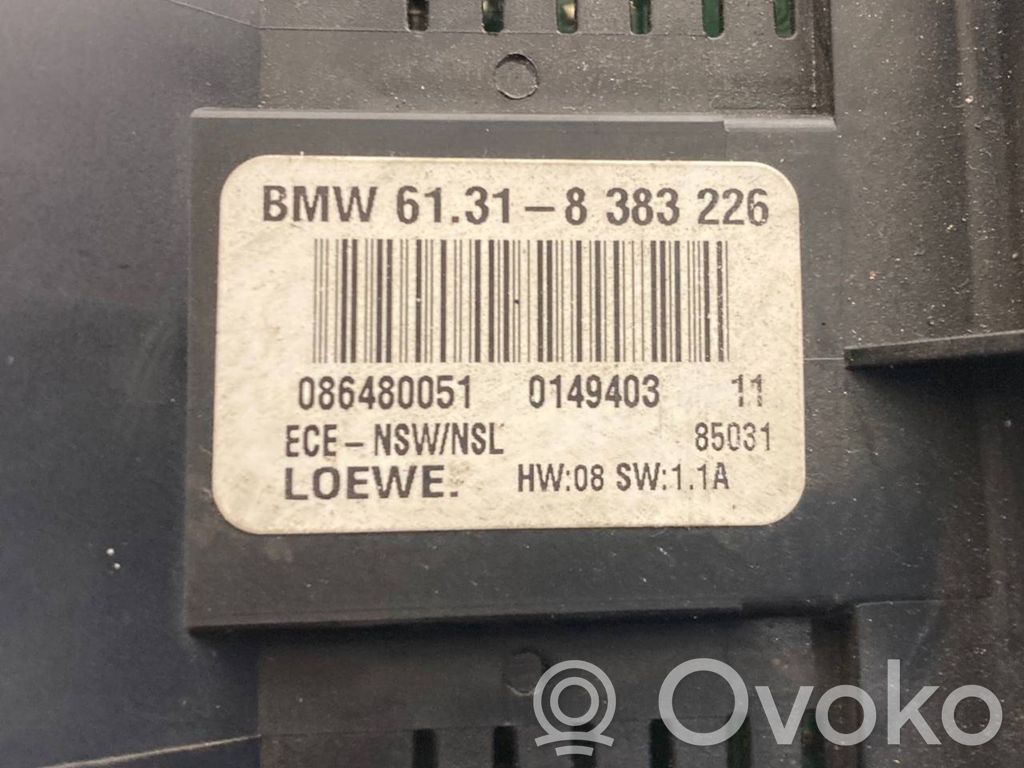 BMW 61.31-8 383 226
086480051 0149403 11
ECE-NSW/NSL 85031
LOEWE. HW:08 SW:1.1A
Ovoko